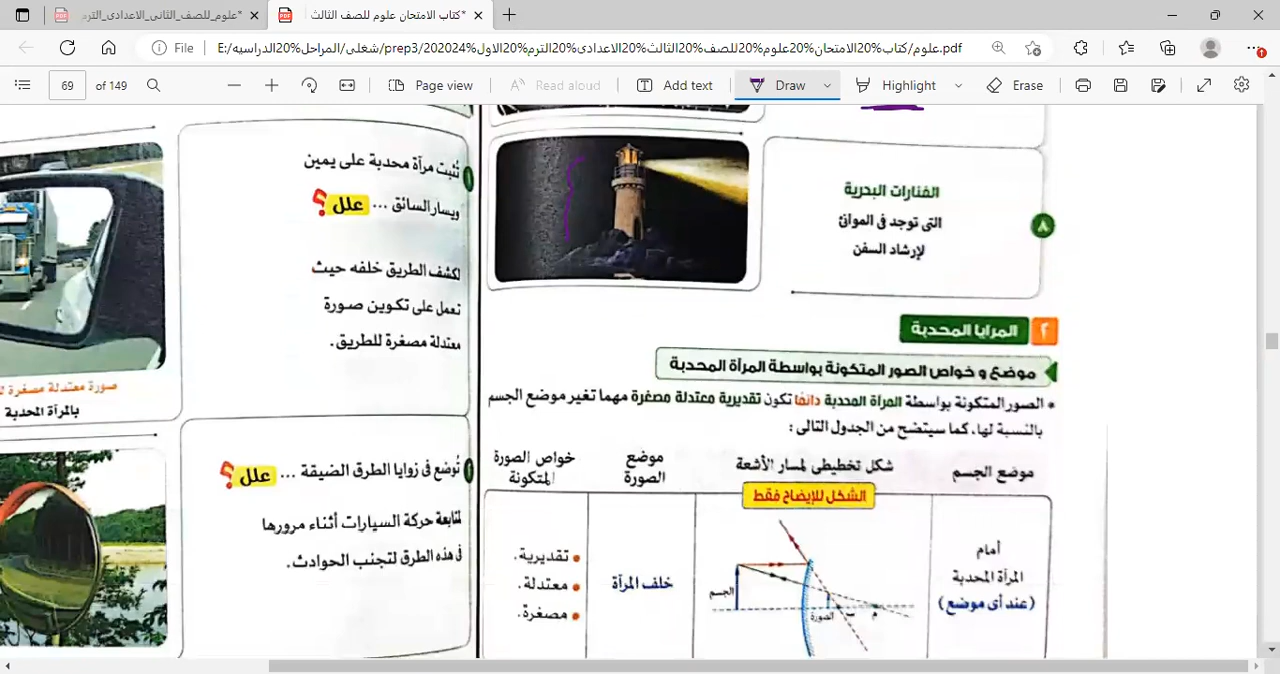 علوم_للصف_الثانى_الاعدادى_الترم*
كتاب الامتحان علوم للصف الثالث*
File
E:/شغلى/المراحل%20الدراسيه/prep3/2024%20علوم/كتاب%20الامتحان%20علوم%20للصف%20الثالث%20الاعدادى%20الترم%20الاول.pdf
69 of 149
Page view
Read aloud
Add text
Draw
Highlight
Erase
٨
الفنارات البحرية
التى توجد فى الموانئ
لإرشاد السفن
٢ المرايا المحدبة
موضع و خواص الصور المتكونة بواسطة المرآة المحدبة
* الصور المتكونة بواسطة المرآة المحدبة دائمًا تكون تقديرية معتدلة مصغرة مهما تغير موضع الجسم
بالنسبة لها، كما سيتضح من الجدول التالى :
موضع الجسم
شكل تخطيطى لمسار الأشعة
موضع الصورة
خواص الصورة المتكونة
الشكل للإيضاح فقط
أمام
المرآة المحدبة
(عند أى موضع)
الجسم
الصورة
ب
م
خلف المرآة
• تقديرية.
• معتدلة.
• مصغرة.
تُثبت مرآة محدبة على يمين
ويسار السائق ... علل ؟
لكشف الطريق خلفه حيث
تعمل على تكوين صورة
معتدلة مصغرة للطريق.
صورة معتدلة مصغرة
بالمرآة المحدبة
تُوضع فى زوايا الطرق الضيقة ... علل ؟
لمتابعة حركة السيارات أثناء مرورها
فى هذه الطرق لتجنب الحوادث.